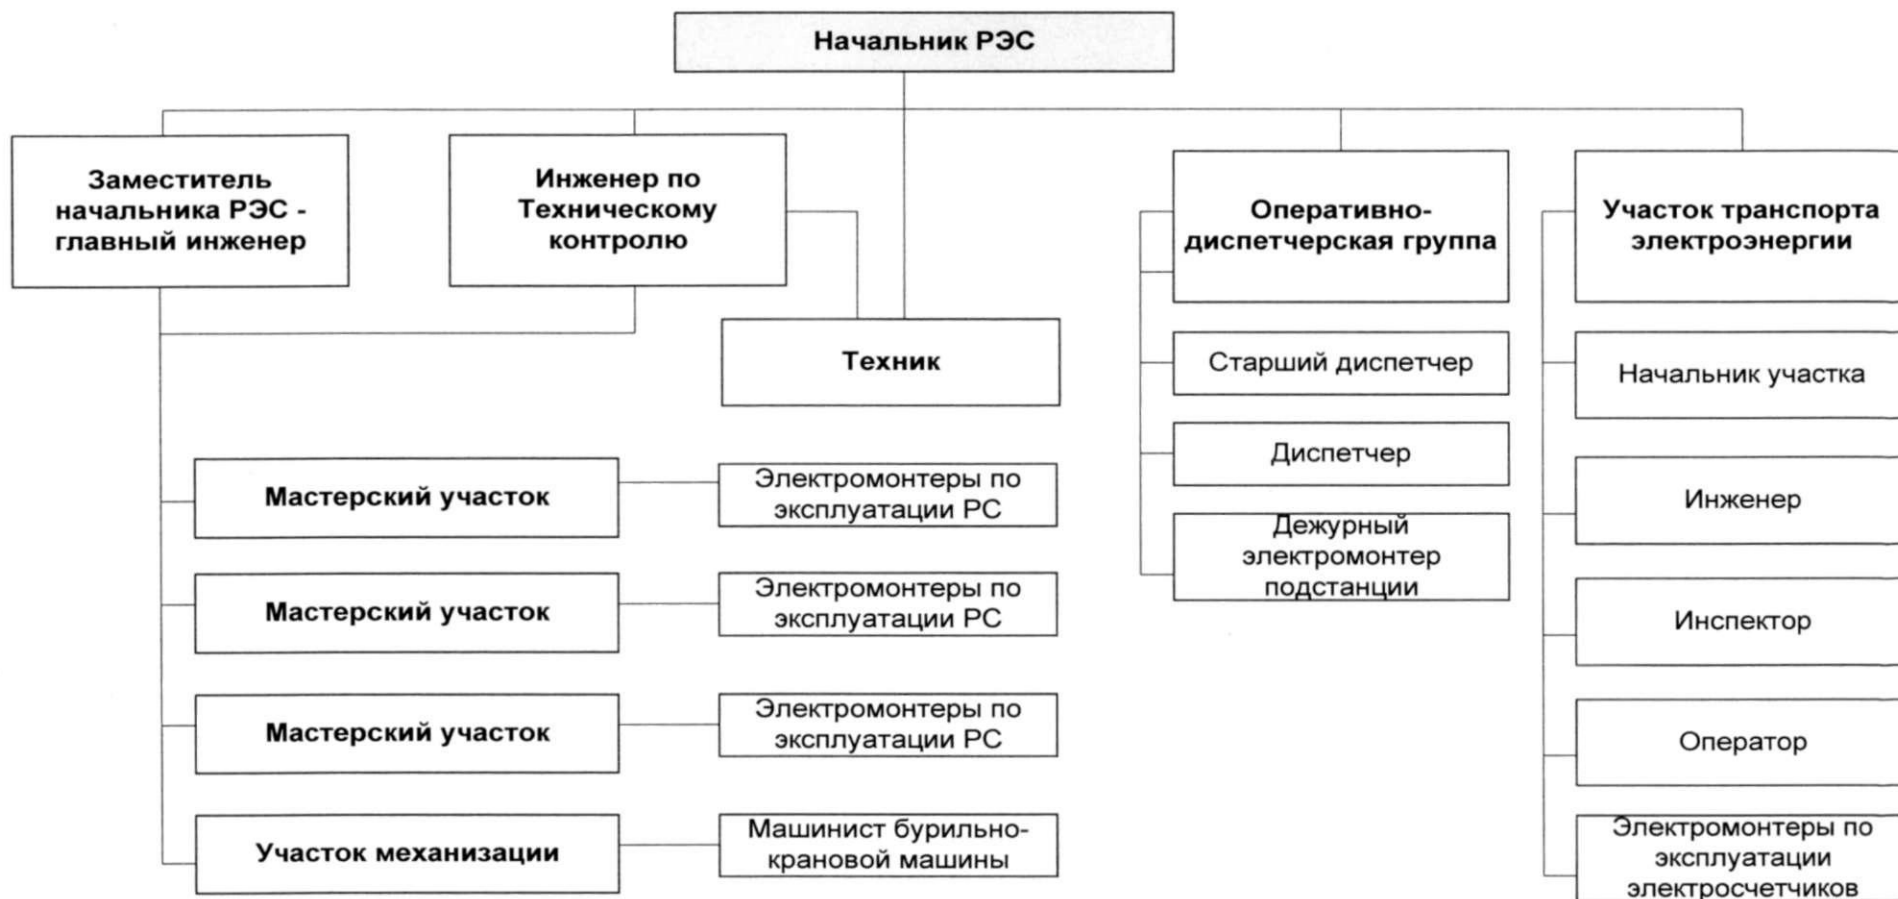 Начальник РЭС
Заместитель
начальника РЭС -
главный инженер
Инженер по
Техническому
контролю
Техник
Оперативно-
диспетчерская группа
Участок транспорта
электроэнергии
Мастерский участок
Электромонтеры по
эксплуатации РС
Мастерский участок
Электромонтеры по
эксплуатации РС
Мастерский участок
Электромонтеры по
эксплуатации РС
Участок механизации
Машинист бурильно-
крановой машины
Старший диспетчер
Диспетчер
Дежурный
электромонтер
подстанции
Начальник участка
Инженер
Инспектор
Оператор
Электромонтеры по
эксплуатации
электросчетчиков